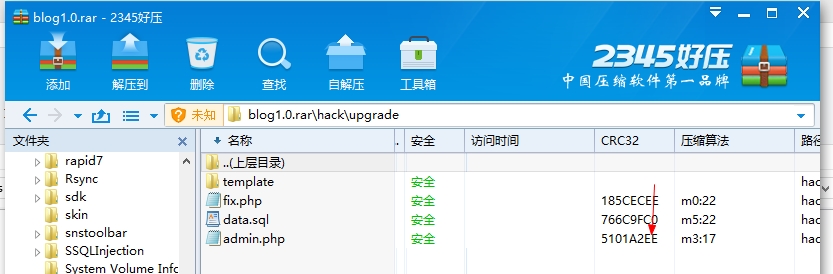 blog1.0.rar - 2345好压
添加 解压到 删除 查找 自解压 工具箱
2345好压
中国压缩软件第一品牌
未知 blog1.0.rar\hack\upgrade
文件夹
rapid7
Rsync
sdk
skin
snstoolbar
SSQLInjection
System Volume Info
名称 . 安全 访问时间 CRC32 压缩算法 路径
..(上层目录)
template 安全 hac
fix.php 安全 185CECEE m0:22 hac
data.sql 安全 766C9FC0 m5:22 hac
admin.php 安全 5101A2EE m3:17 hac